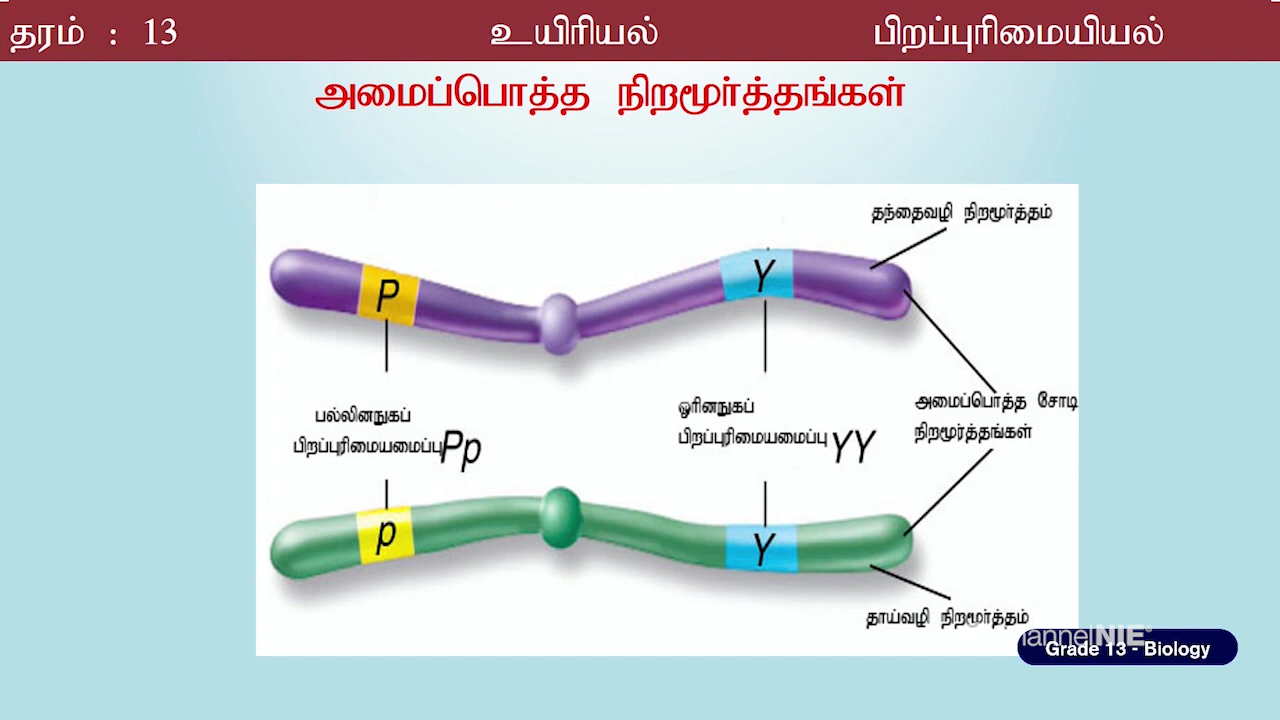 தரம் : 13 உயிரியல் பிறப்புரிமையியல்
அமைப்பொத்த நிறமூர்த்தங்கள்
தந்தைவழி நிறமூர்த்தம்
P
Y
பல்லினநுகப்
பிறப்புரிமையமைப்பு Pp
ஓரினநுகப்
பிறப்புரிமையமைப்பு YY
அமைப்பொத்த சோடி
நிறமூர்த்தங்கள்
p
Y
தாய்வழி நிறமூர்த்தம்
hannelNIE
Grade 13 - Biology